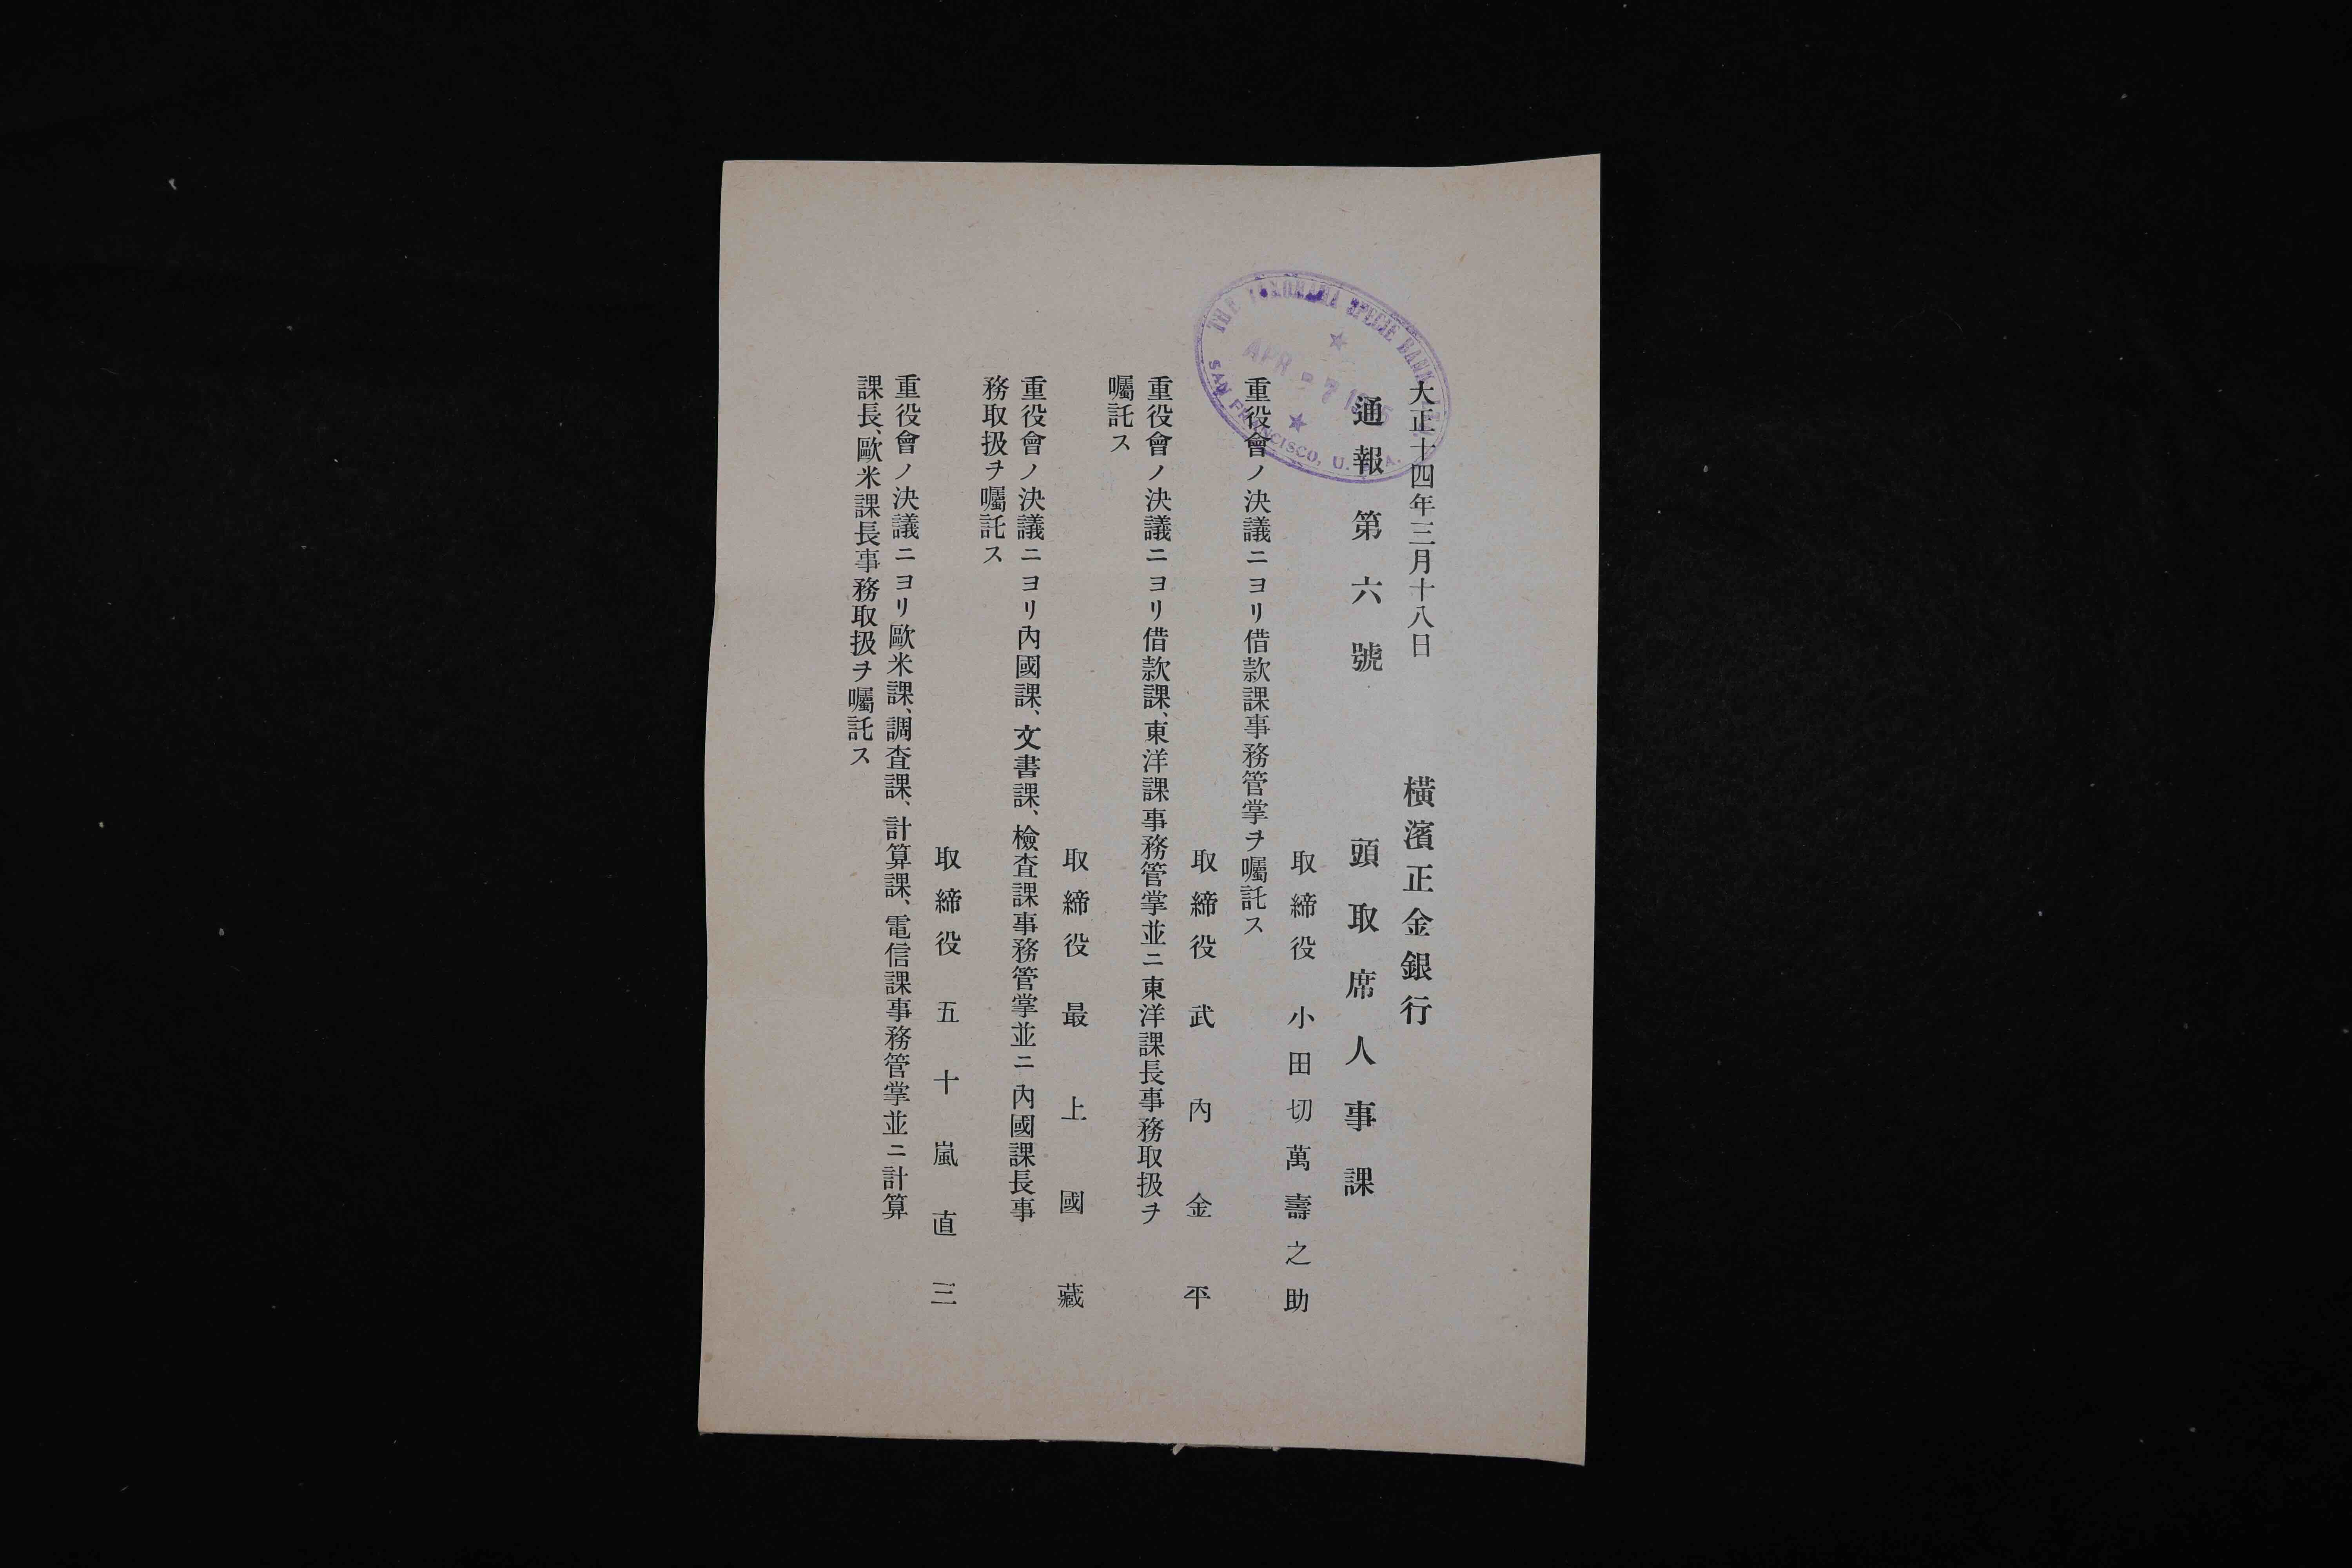 大正十四年三月十八日　橫濱正金銀行
通報第六號　頭取席人事課
取締役　小田切萬壽之助
重役會ノ決議ニヨリ借款課事務管掌ヲ囑託ス
取締役　武內金平
重役會ノ決議ニヨリ借款課、東洋課事務管掌並ニ東洋課長事務取扱ヲ
囑託ス
取締役　最上國藏
重役會ノ決議ニヨリ內國課、文書課、檢査課事務管掌並ニ內國課長事
務取扱ヲ囑託ス
取締役　五十嵐直三
重役會ノ決議ニヨリ歐米課、調査課、計算課、電信課事務管掌並ニ計算
課長、歐米課長事務取扱ヲ囑託ス
THE YOKOHAMA SPECIE BANK
APR
SAN FRANCISCO, U.